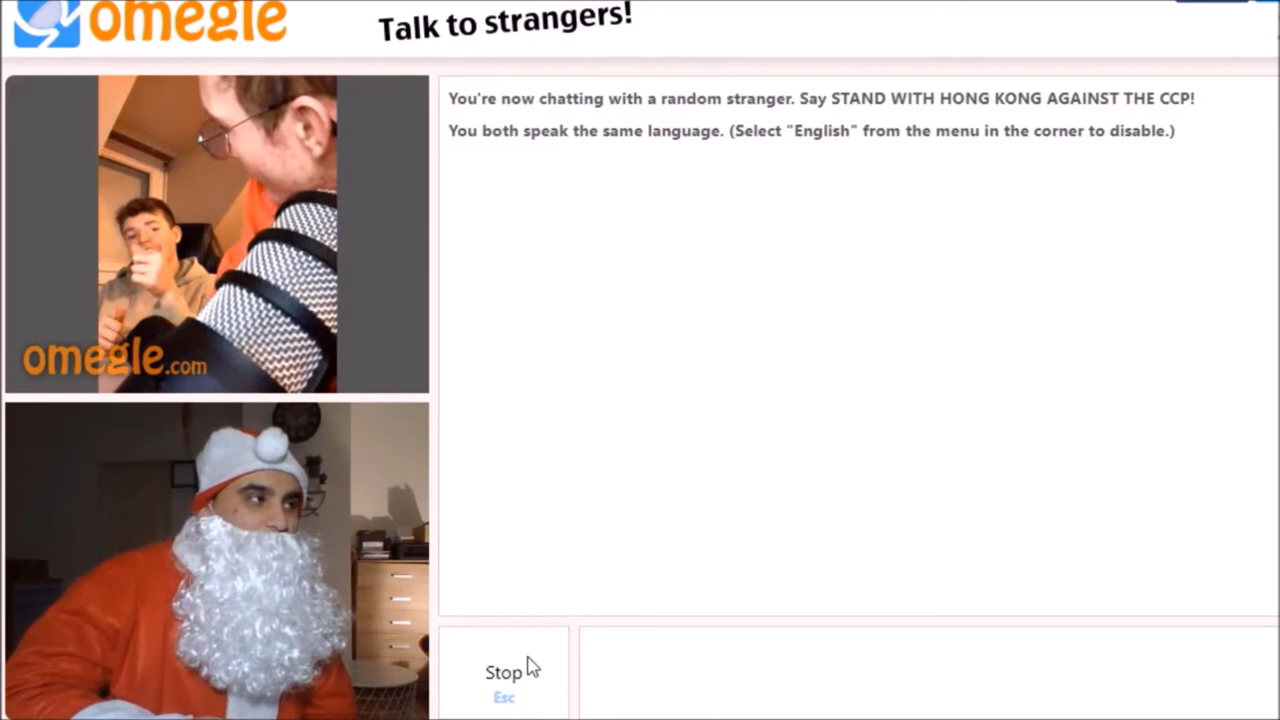 omegle
Talk to strangers!
You're now chatting with a random stranger. Say STAND WITH HONG KONG AGAINST THE CCP!
You both speak the same language. (Select "English" from the menu in the corner to disable.)
omegle.com
Stop
Esc